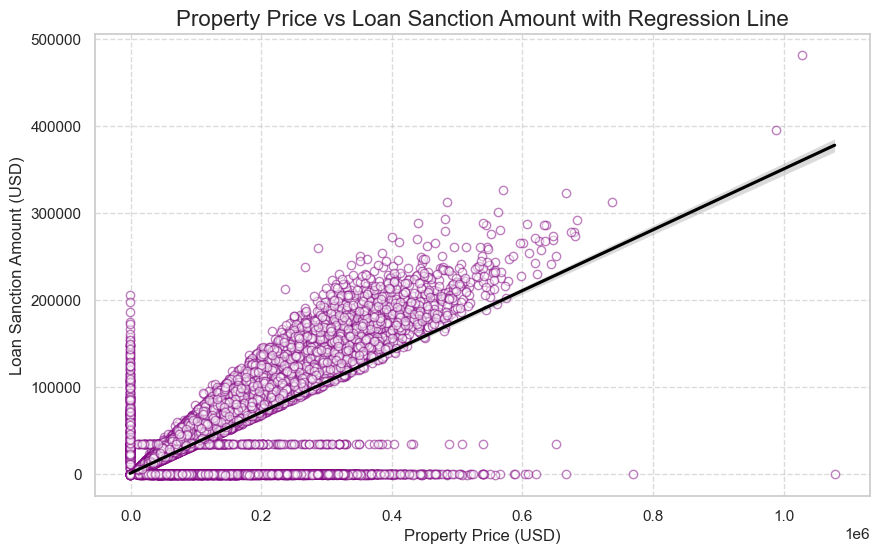 Property Price vs Loan Sanction Amount with Regression Line
500000
400000
300000
200000
100000
0
Loan Sanction Amount (USD)
0.0 0.2 0.4 0.6 0.8 1.0
1e6
Property Price (USD)